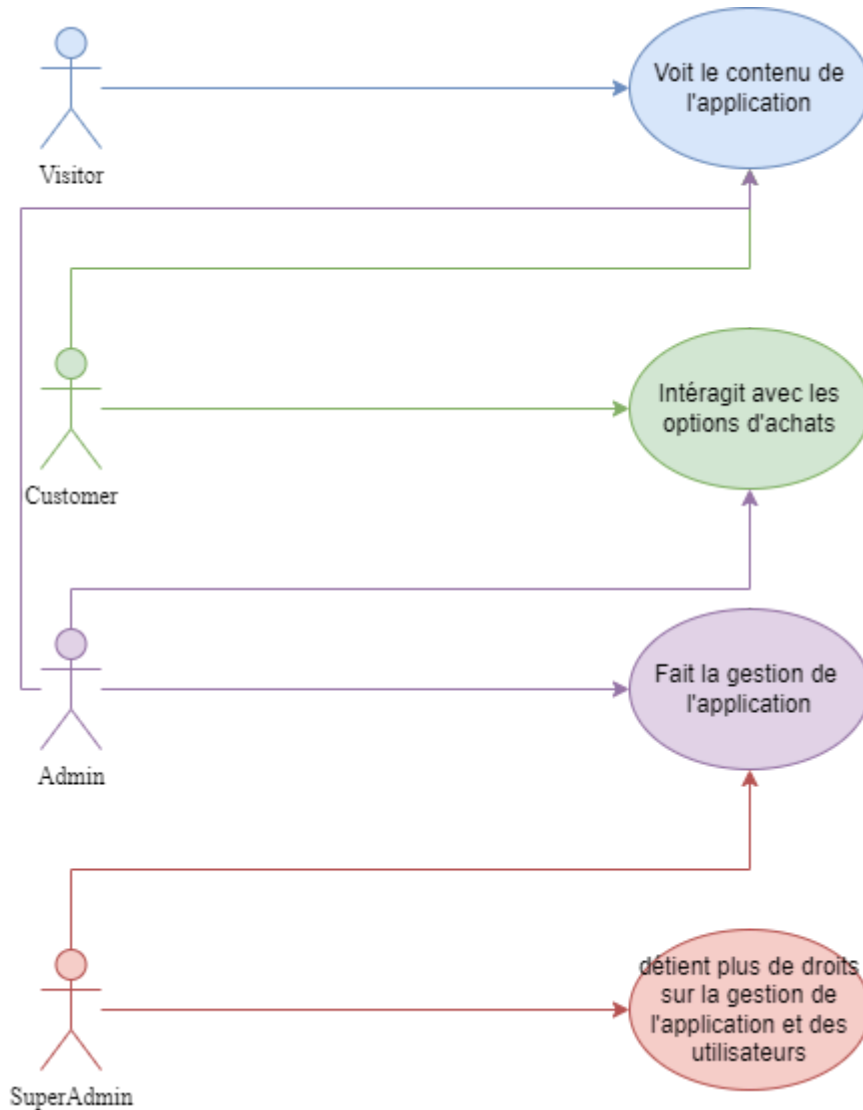 Voit le contenu de
l'application
Visitor
Intéragit avec les
options d'achats
Customer
Fait la gestion de
l'application
Admin
détient plus de droits
sur la gestion de
l'application et des
utilisateurs
SuperAdmin